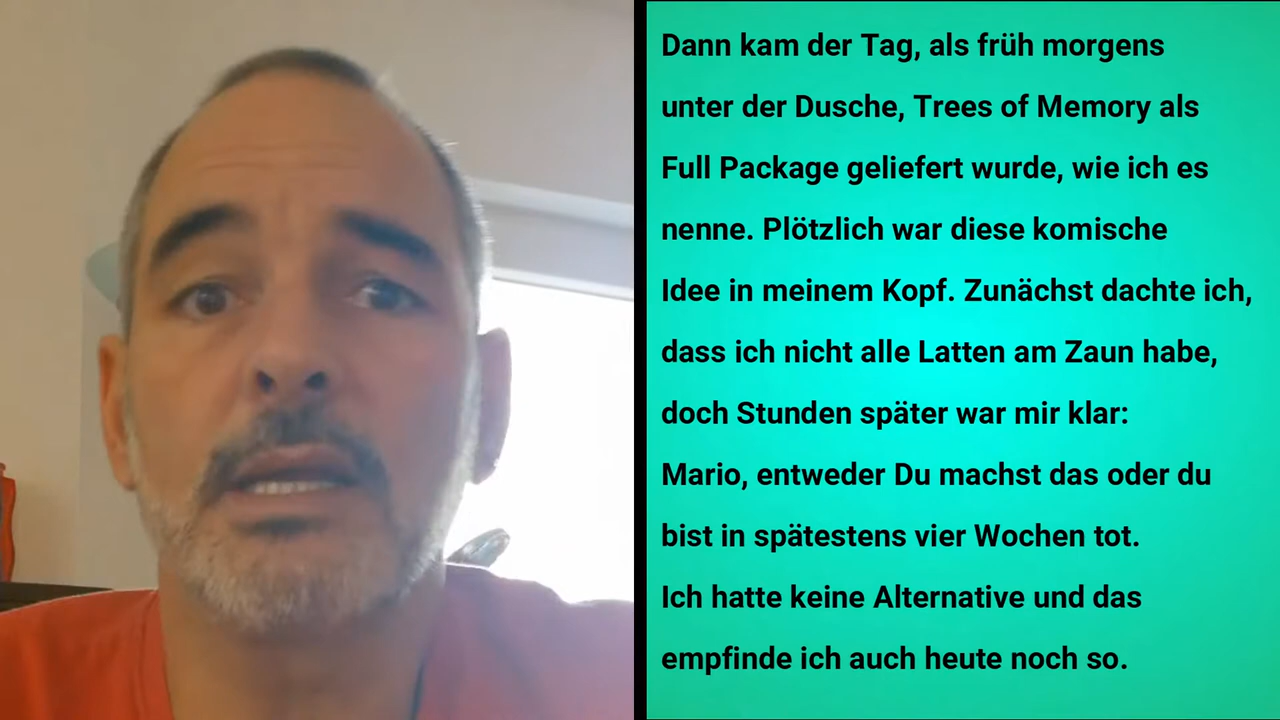 Dann kam der Tag, als früh morgens
unter der Dusche, Trees of Memory als
Full Package geliefert wurde, wie ich es
nenne. Plötzlich war diese komische
Idee in meinem Kopf. Zunächst dachte ich,
dass ich nicht alle Latten am Zaun habe,
doch Stunden später war mir klar:
Mario, entweder Du machst das oder du
bist in spätestens vier Wochen tot.
Ich hatte keine Alternative und das
empfinde ich auch heute noch so.